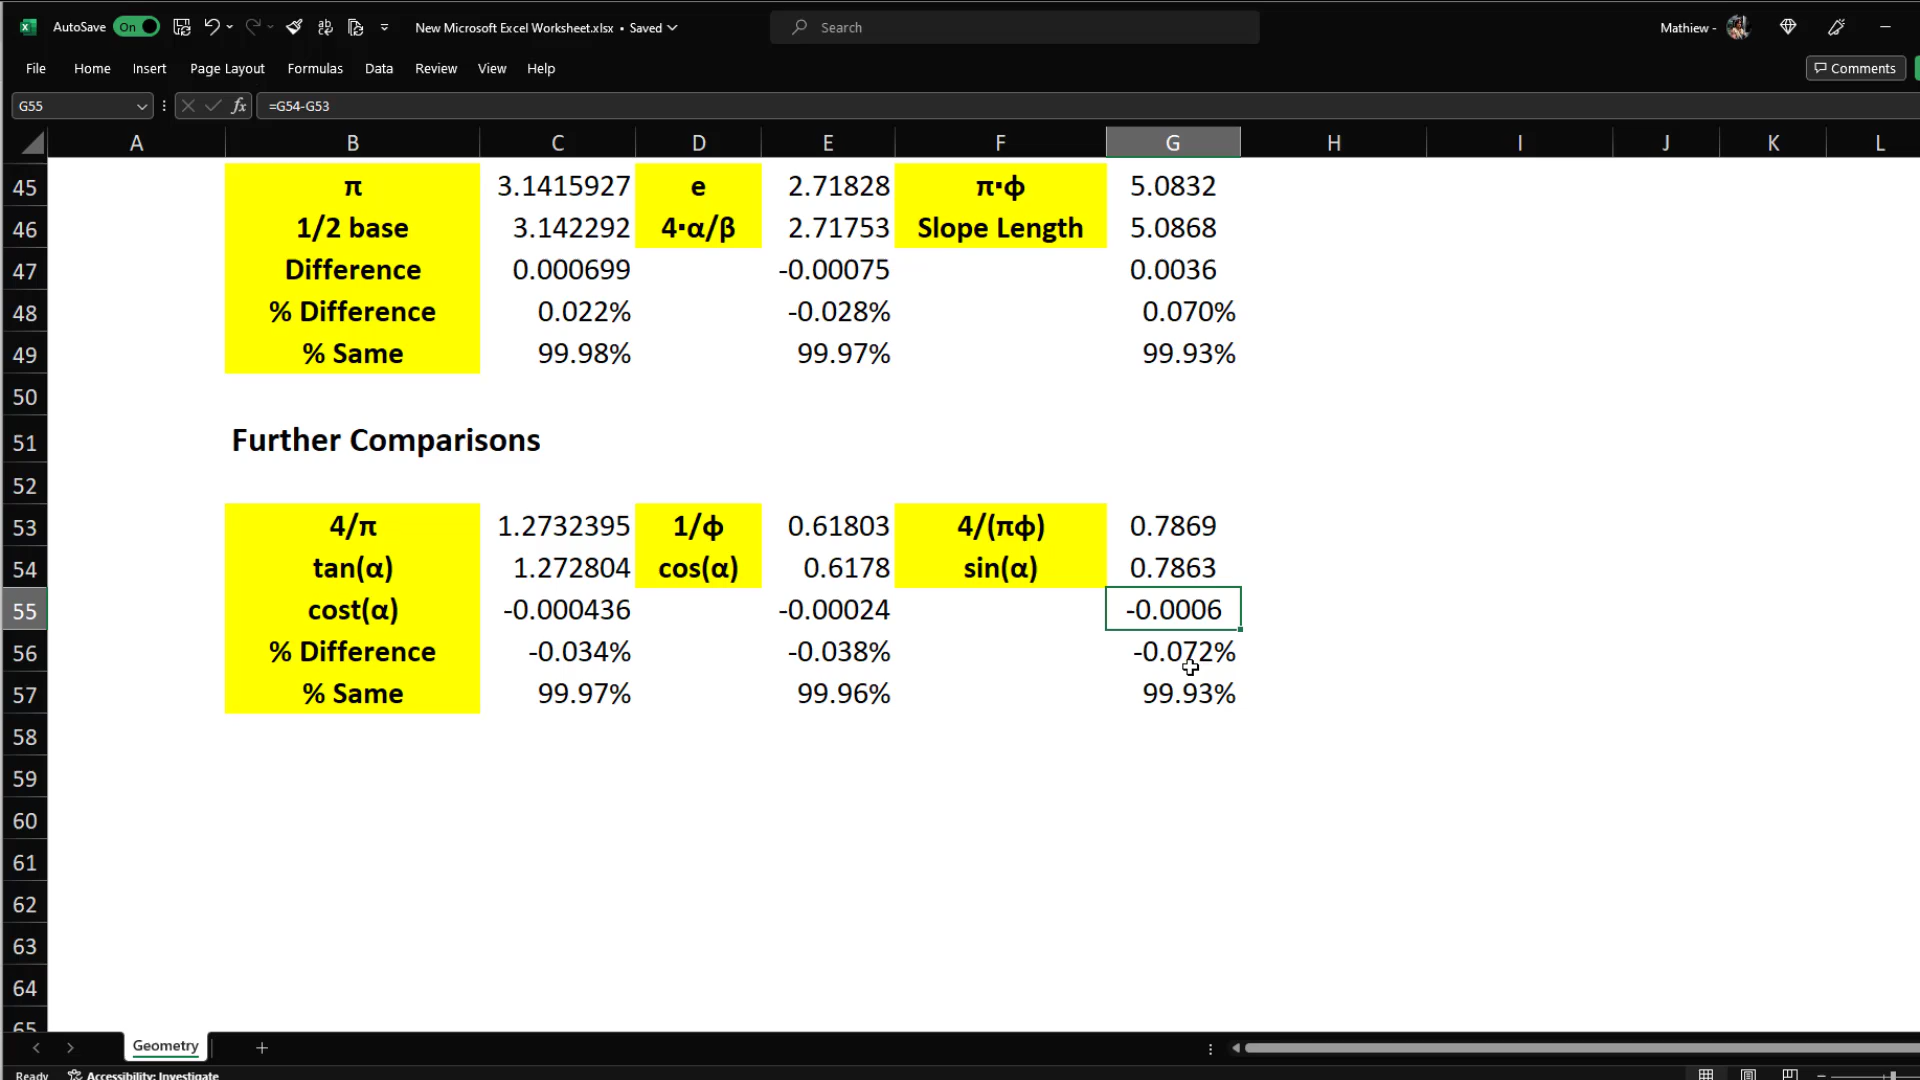 AutoSave On New Microsoft Excel Worksheet.xlsx • Saved Search Mathiew -
File Home Insert Page Layout Formulas Data Review View Help Comments
G55 fx =G54-G53
A B C D E F G H I J K L
45 π 3.1415927 e 2.71828 π·ϕ 5.0832
46 1/2 base 3.142292 4·α/β 2.71753 Slope Length 5.0868
47 Difference 0.000699 -0.00075 0.0036
48 % Difference 0.022% -0.028% 0.070%
49 % Same 99.98% 99.97% 99.93%
50
51 Further Comparisons
52
53 4/π 1.2732395 1/ϕ 0.61803 4/(πϕ) 0.7869
54 tan(α) 1.272804 cos(α) 0.6178 sin(α) 0.7863
55 cost(α) -0.000436 -0.00024 -0.0006
56 % Difference -0.034% -0.038% -0.072%
57 % Same 99.97% 99.96% 99.93%
58
59
60
61
62
63
64
65
Geometry
Ready Accessibility: Investigate